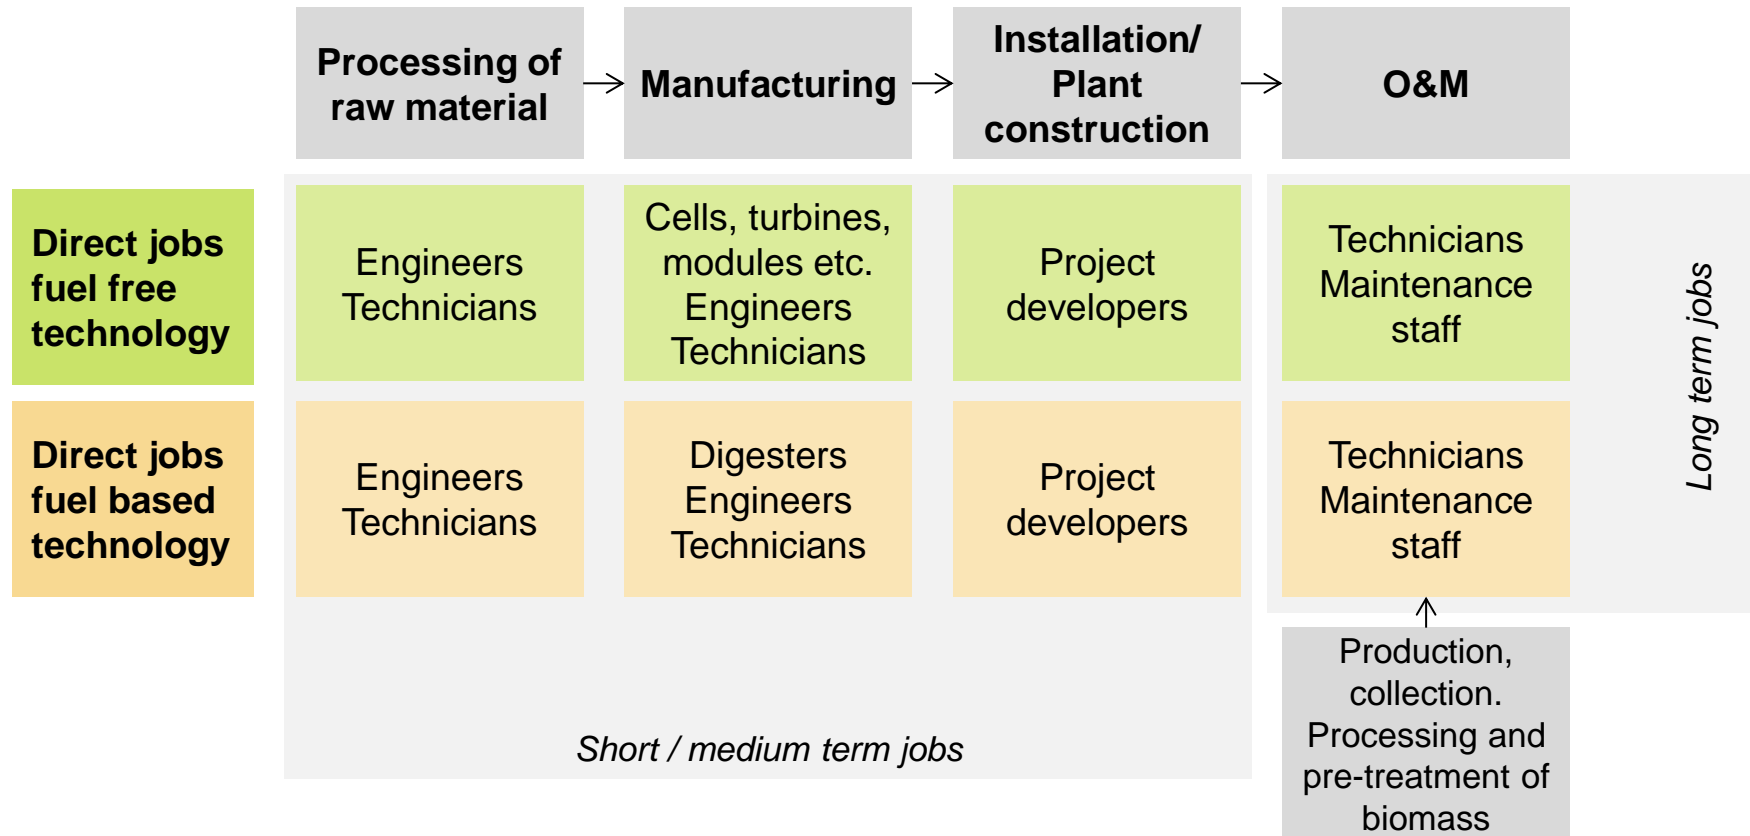 Processing of
raw material
Manufacturing
Installation/
Plant
construction
O&M
Direct jobs
fuel free
technology
Engineers
Technicians
Cells, turbines,
modules etc.
Engineers
Technicians
Project
developers
Technicians
Maintenance
staff
Long term jobs
Direct jobs
fuel based
technology
Engineers
Technicians
Digesters
Engineers
Technicians
Project
developers
Technicians
Maintenance
staff
Short / medium term jobs
Production,
collection.
Processing and
pre-treatment of
biomass